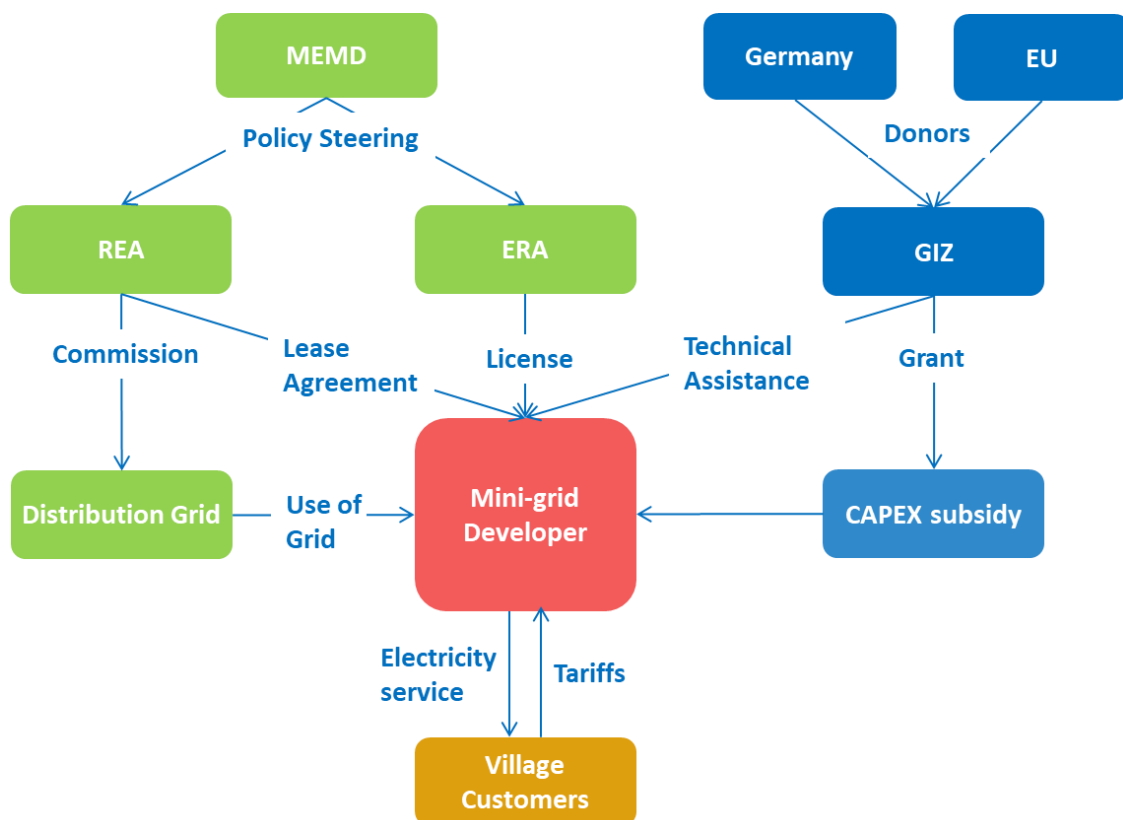 MEMD
Germany
EU
Policy Steering
Donors
REA
ERA
GIZ
Commission
Lease
Agreement
License
Technical
Assistance
Grant
Distribution Grid
Use of
Grid
Mini-grid
Developer
CAPEX subsidy
Electricity
service
Tariffs
Village
Customers